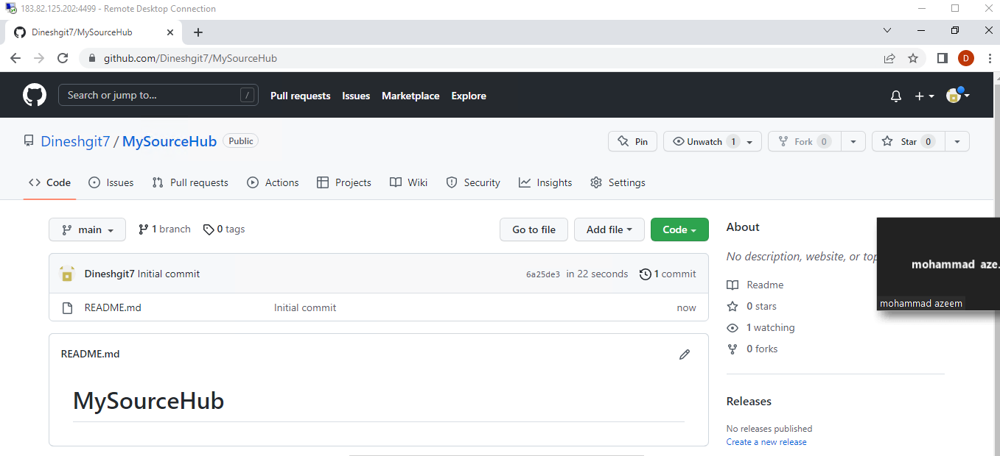 183.82.125.202:4499 - Remote Desktop Connection
Dineshgit7/MySourceHub
github.com/Dineshgit7/MySourceHub
D
Search or jump to... /
Pull requests Issues Marketplace Explore
Dineshgit7 / MySourceHub Public
Pin Unwatch 1 Fork 0 Star 0
Code Issues Pull requests Actions Projects Wiki Security Insights Settings
main 1 branch 0 tags Go to file Add file Code
Dineshgit7 Initial commit 6a25de3 in 22 seconds 1 commit
README.md Initial commit now
README.md
MySourceHub
About
No description, website, or
Readme
0 stars
1 watching
0 forks
Releases
No releases published
Create a new release
mohammad
mohammad azeem